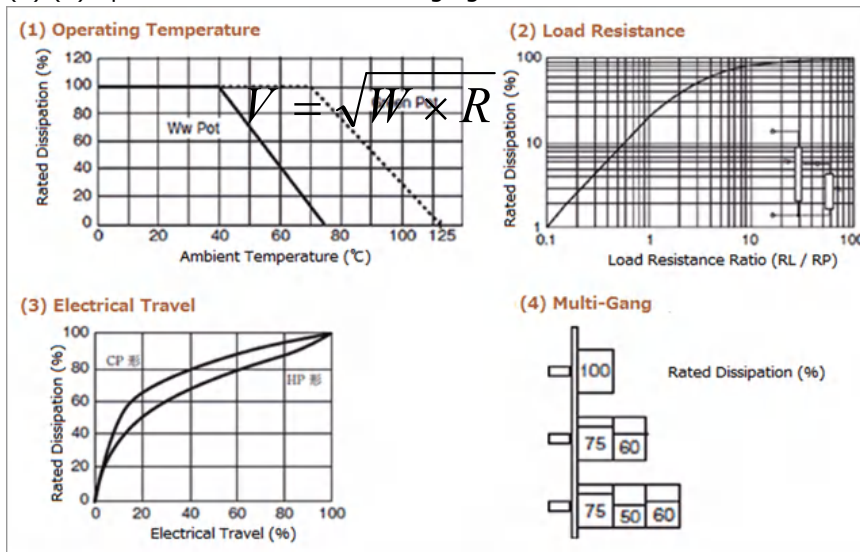 (1) Operating Temperature
Rated Dissipation (%)
120
100
80
60
40
20
0
Ww Pot
Green Pot
V = √W × R
0 20 40 60 80 100 125
Ambient Temperature (℃)
(2) Load Resistance
Rated Dissipation (%)
100
10
1
0.1 1 10 100
Load Resistance Ratio (RL / RP)
(3) Electrical Travel
Rated Dissipation (%)
100
80
60
40
20
0
CP 形
HP 形
0 20 40 60 80 100
Electrical Travel (%)
(4) Multi-Gang
100
Rated Dissipation (%)
75 60
75 50 60